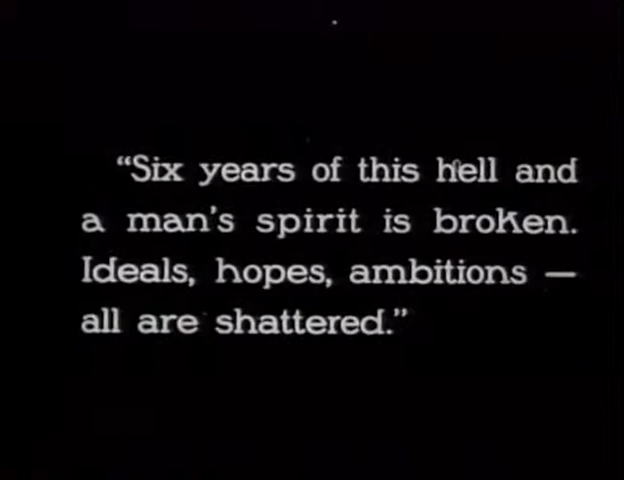 “Six years of this hell and
a man's spirit is broken.
Ideals, hopes, ambitions —
all are shattered.”